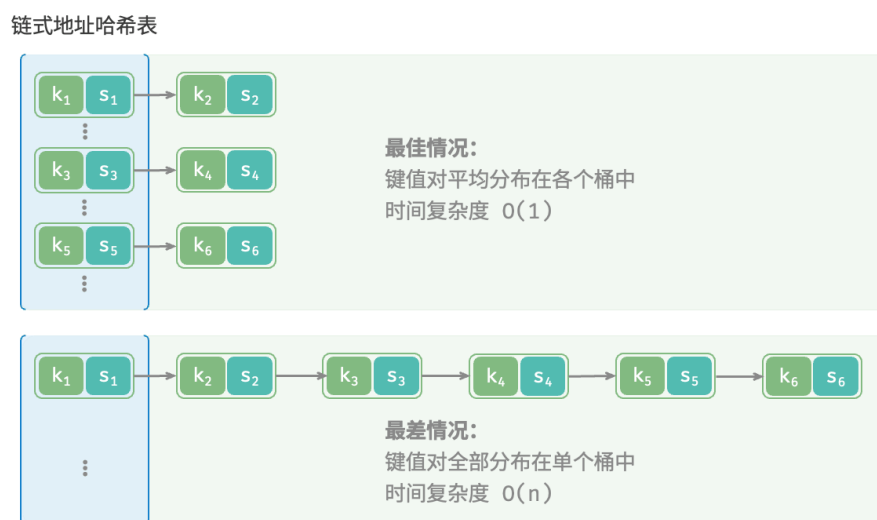 链式地址哈希表
k₁ s₁ k₂ s₂
k₃ s₃ k₄ s₄
k₅ s₅ k₆ s₆
最佳情况：
键值对平均分布在各个桶中
时间复杂度 O(1)
k₁ s₁ k₂ s₂ k₃ s₃ k₄ s₄ k₅ s₅ k₆ s₆
最差情况：
键值对全部分布在单个桶中
时间复杂度 O(n)